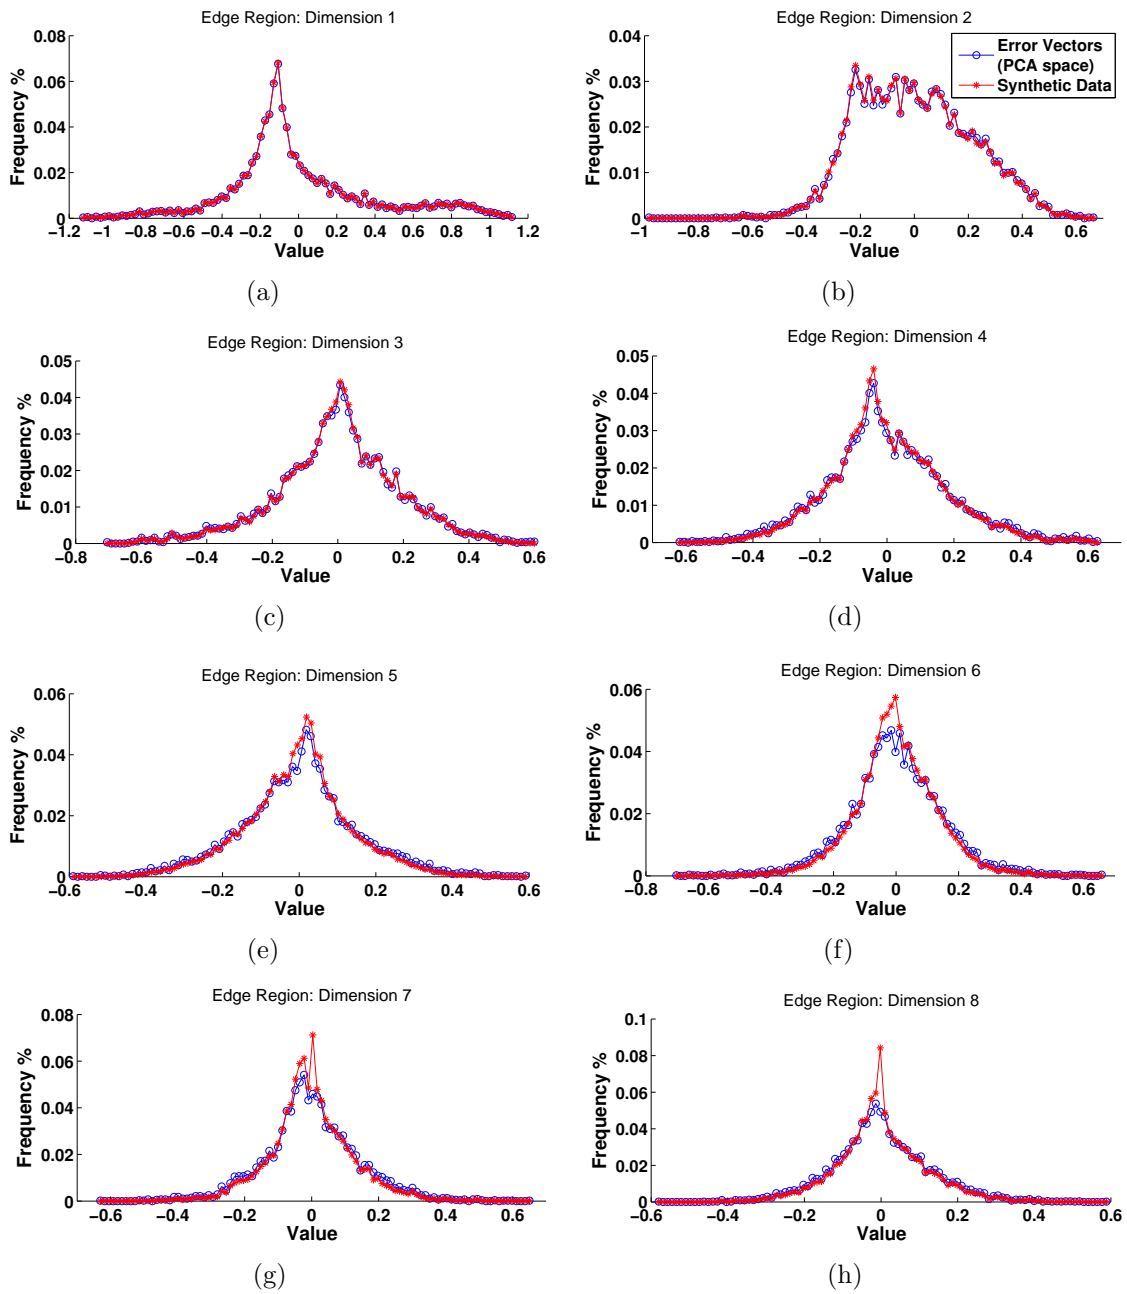 Edge Region: Dimension 1
0.08
0.06
0.04
0.02
0
Frequency %
−1.2 −1 −0.8 −0.6 −0.4 −0.2 0 0.2 0.4 0.6 0.8 1 1.2
Value
(a)
Edge Region: Dimension 2
0.04
0.03
0.02
0.01
0
Frequency %
−1 −0.8 −0.6 −0.4 −0.2 0 0.2 0.4 0.6
Value
Error Vectors
(PCA space)
Synthetic Data
(b)
Edge Region: Dimension 3
0.05
0.04
0.03
0.02
0.01
0
Frequency %
−0.8 −0.6 −0.4 −0.2 0 0.2 0.4 0.6
Value
(c)
Edge Region: Dimension 4
0.05
0.04
0.03
0.02
0.01
0
Frequency %
−0.6 −0.4 −0.2 0 0.2 0.4 0.6
Value
(d)
Edge Region: Dimension 5
0.06
0.04
0.02
0
Frequency %
−0.6 −0.4 −0.2 0 0.2 0.4 0.6
Value
(e)
Edge Region: Dimension 6
0.06
0.04
0.02
0
Frequency %
−0.8 −0.6 −0.4 −0.2 0 0.2 0.4 0.6
Value
(f)
Edge Region: Dimension 7
0.08
0.06
0.04
0.02
0
Frequency %
−0.6 −0.4 −0.2 0 0.2 0.4 0.6
Value
(g)
Edge Region: Dimension 8
0.1
0.08
0.06
0.04
0.02
0
Frequency %
−0.6 −0.4 −0.2 0 0.2 0.4 0.6
Value
(h)